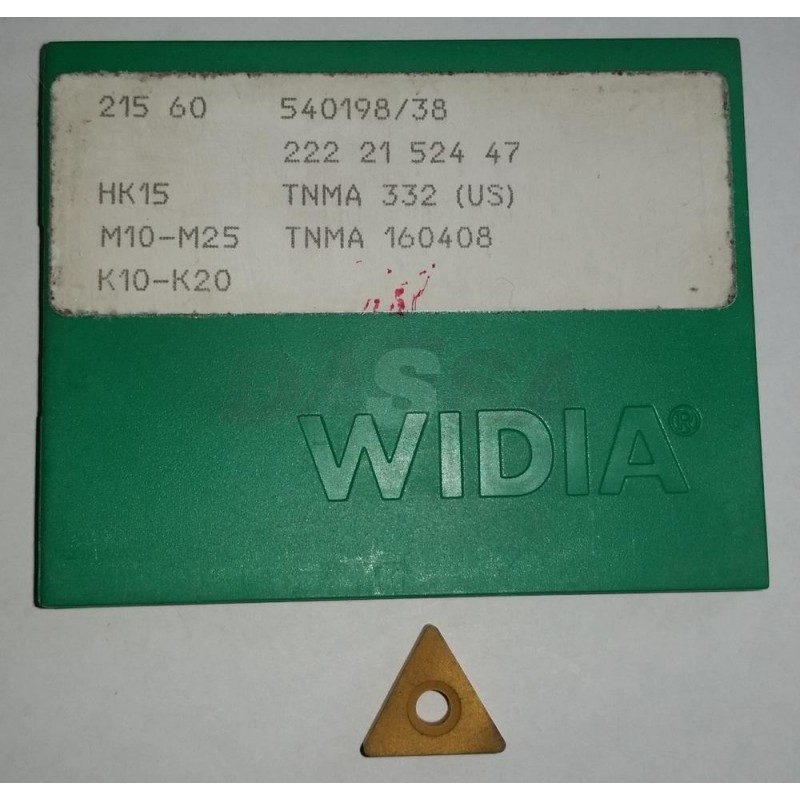 215 60 540198/38
222 21 524 47
HK15 TNMA 332 (US)
M10-M25 TNMA 160408
K10-K20
DASSA
WIDIA®